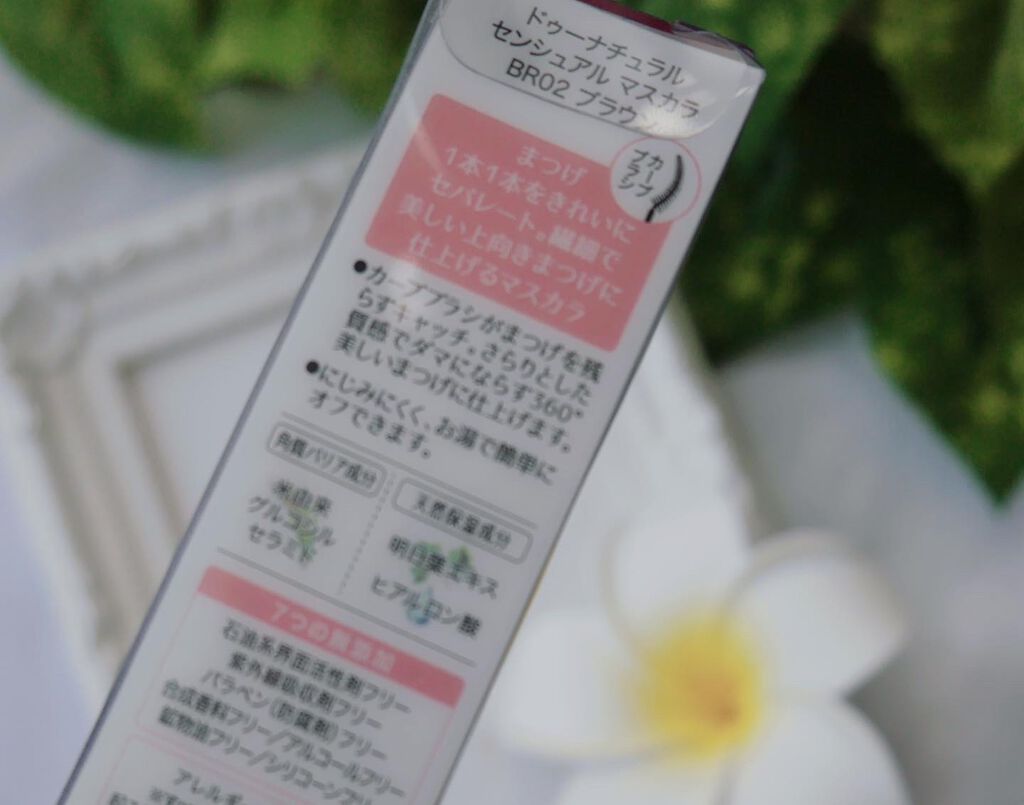 ドゥーナチュラル
センシュアル マスカラ
BR02 ブラウ
カーブ
ブラシ
まつげ
1本1本をきれいに
セパレート。繊細で
美しい上向きまつげに
仕上げるマスカラ
●カーブブラシがまつげを残
らずキャッチ。さらりとした
質感でダマにならず360°
美しいまつげに仕上げます。
●にじみにくく、お湯で簡単に
オフできます。
角質バリア成分
米由来
グルコシル
セラミド
天然保湿成分
明日葉エキス
ヒアルロン酸
7つの無添加
石油系界面活性剤フリー
紫外線吸収剤フリー
パラベン(防腐剤)フリー
合成香料フリー/アルコールフリー
鉱物油フリー/シリコーンフリー
アレルギ